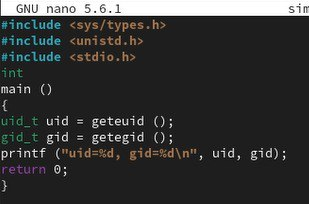 GNU nano 5.6.1 sim
#include <sys/types.h>
#include <unistd.h>
#include <stdio.h>
int
main ()
{
uid_t uid = geteuid ();
gid_t gid = getegid ();
printf ("uid=%d, gid=%d\n", uid, gid);
return 0;
}